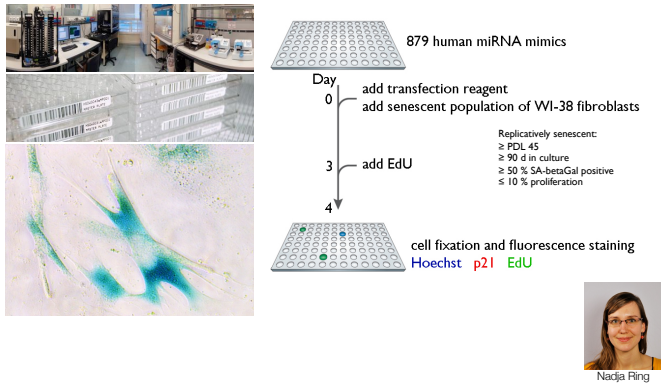 879 human miRNA mimics
Day
0
add transfection reagent
add senescent population of WI-38 fibroblasts
Replicatively senescent:
≥ PDL 45
≥ 90 d in culture
≥ 50 % SA-betaGal positive
≤ 10 % proliferation
3
add EdU
4
cell fixation and fluorescence staining
Hoechst p21 EdU
Nadja Ring